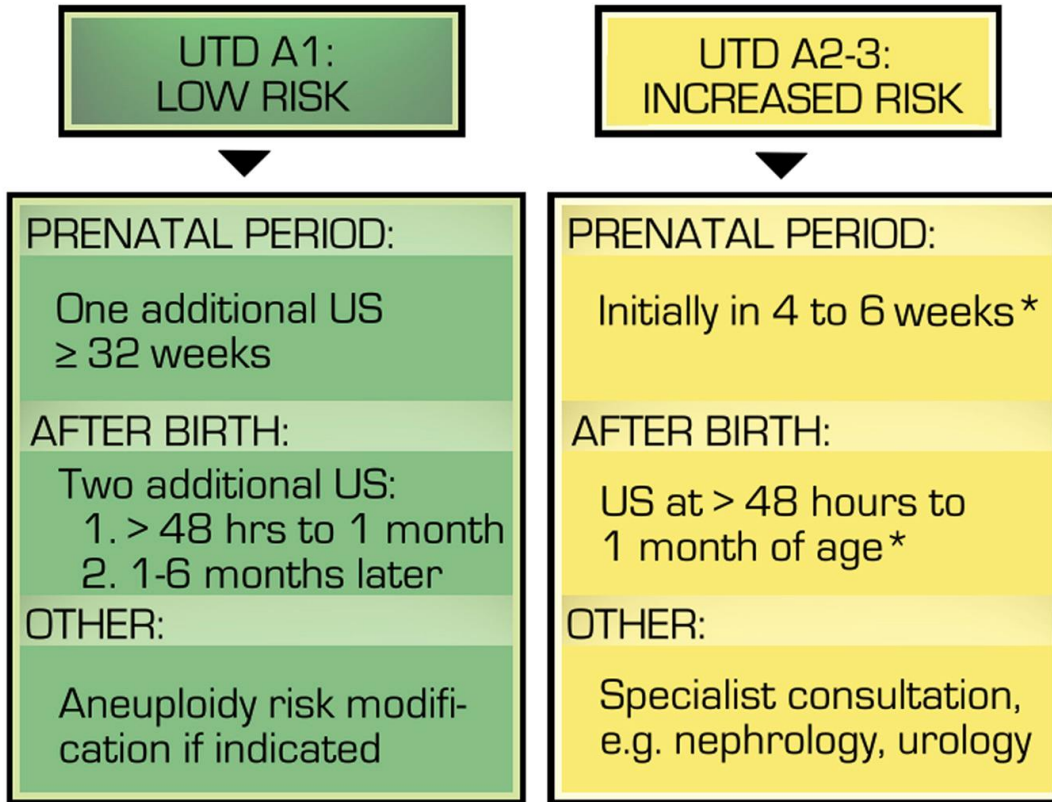 UTD A1:
LOW RISK
PRENATAL PERIOD:
One additional US
≥ 32 weeks
AFTER BIRTH:
Two additional US:
1. > 48 hrs to 1 month
2. 1-6 months later
OTHER:
Aneuploidy risk modifi-
cation if indicated
UTD A2-3:
INCREASED RISK
PRENATAL PERIOD:
Initially in 4 to 6 weeks*
AFTER BIRTH:
US at > 48 hours to
1 month of age*
OTHER:
Specialist consultation,
e.g. nephrology, urology